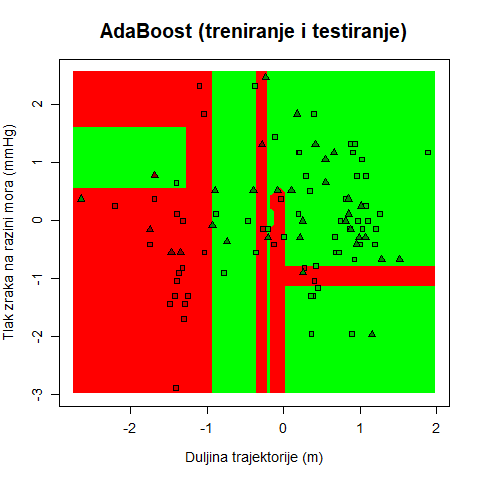 AdaBoost (treniranje i testiranje)
Tlak zraka na razini mora (mmHg)
2
1
0
-1
-2
-3
-2 -1 0 1 2
Duljina trajektorije (m)